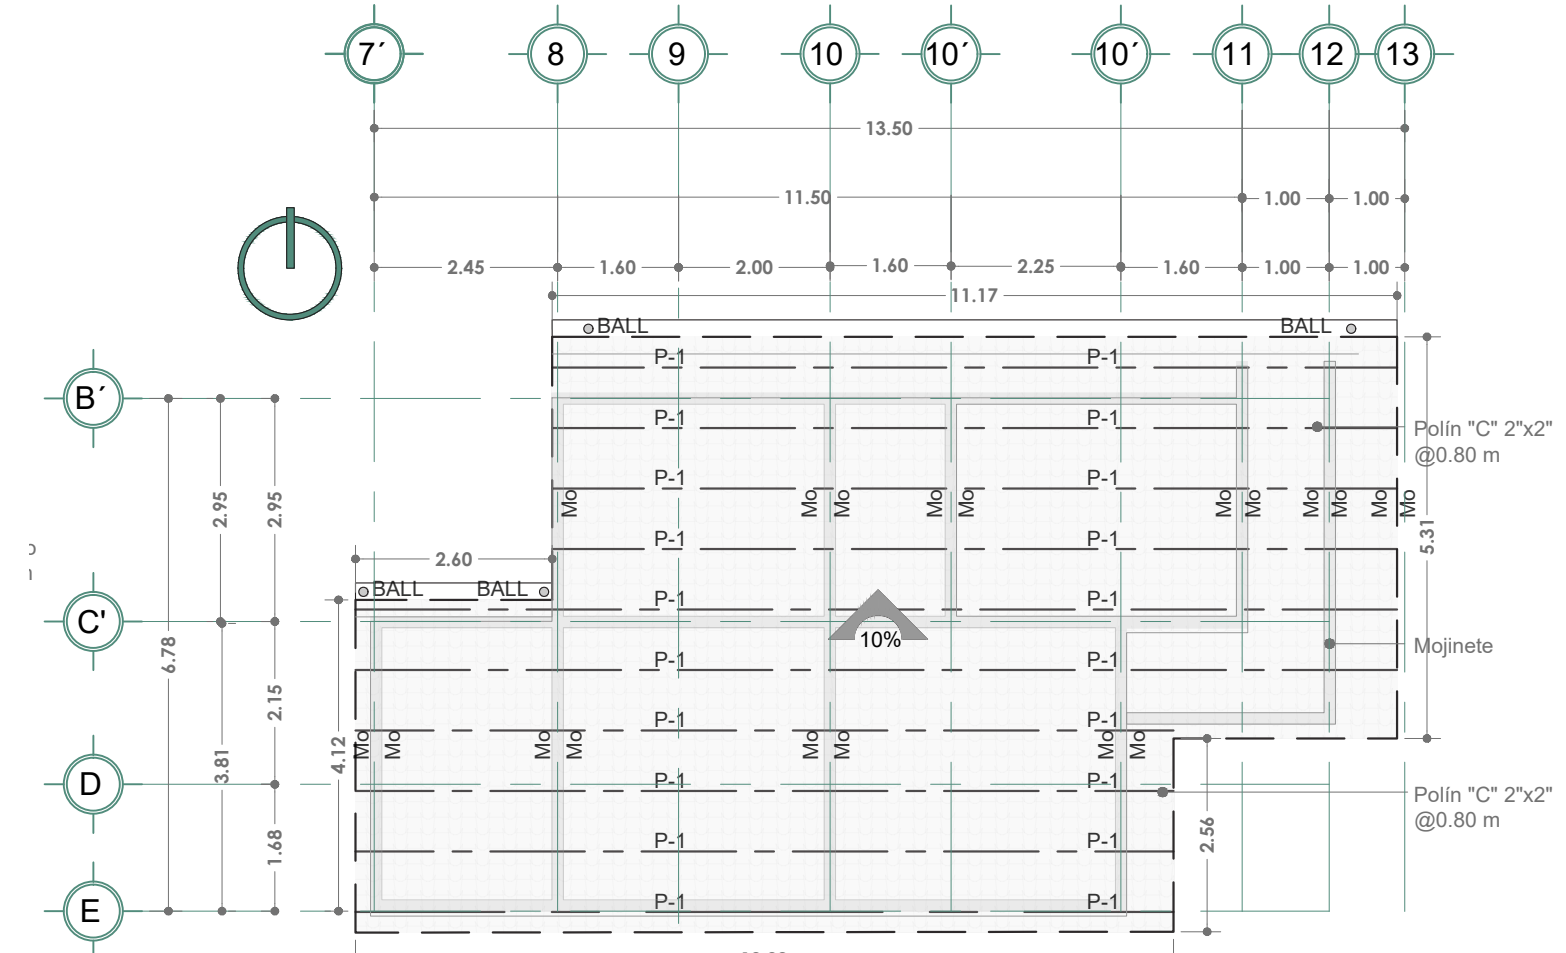 7´ 8 9 10 10´ 10´ 11 12 13
13.50
11.50 1.00 1.00
2.45 1.60 2.00 1.60 2.25 1.60 1.00 1.00
11.17
BALL BALL
P-1 P-1
B´
P-1 P-1
Polín "C" 2"x2"
@0.80 m
P-1 P-1
2.95 2.95
Mo Mo Mo Mo Mo Mo Mo Mo Mo Mo Mo
5.31
P-1 P-1
2.60
BALL BALL
P-1 P-1
C'
10%
Mojinete
6.78
P-1 P-1
2.15
P-1 P-1
Mo Mo Mo Mo Mo Mo Mo Mo
4.12
3.81
D
P-1 P-1
Polín "C" 2"x2"
@0.80 m
1.68
2.56
P-1 P-1
E
P-1 P-1